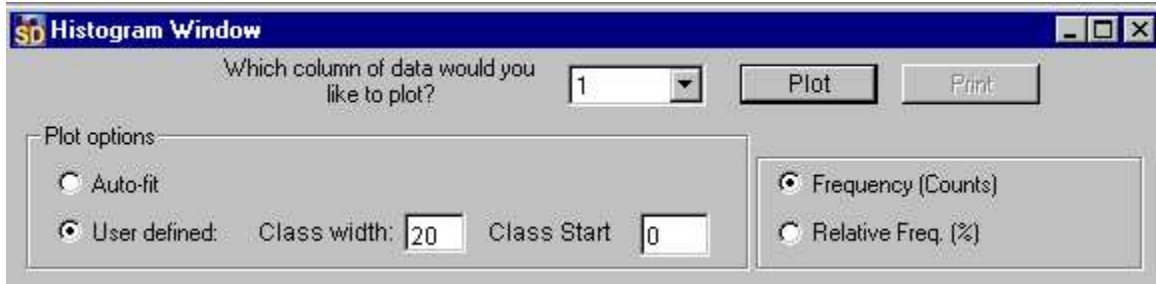 SD Histogram Window
Which column of data would you
like to plot?
1
Plot
Print
Plot options
Auto-fit
User defined:
Class width:
20
Class Start
0
Frequency (Counts)
Relative Freq. (%)